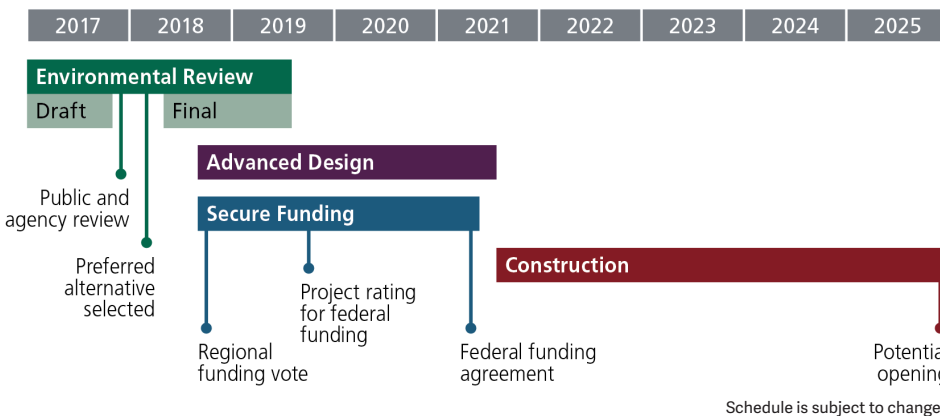 2017 2018 2019 2020 2021 2022 2023 2024 2025
Environmental Review
Draft Final
Advanced Design
Public and
agency review
Secure Funding
Preferred
alternative
selected
Construction
Project rating
for federal
funding
Regional
funding vote
Federal funding
agreement
Potentia
opening
Schedule is subject to change